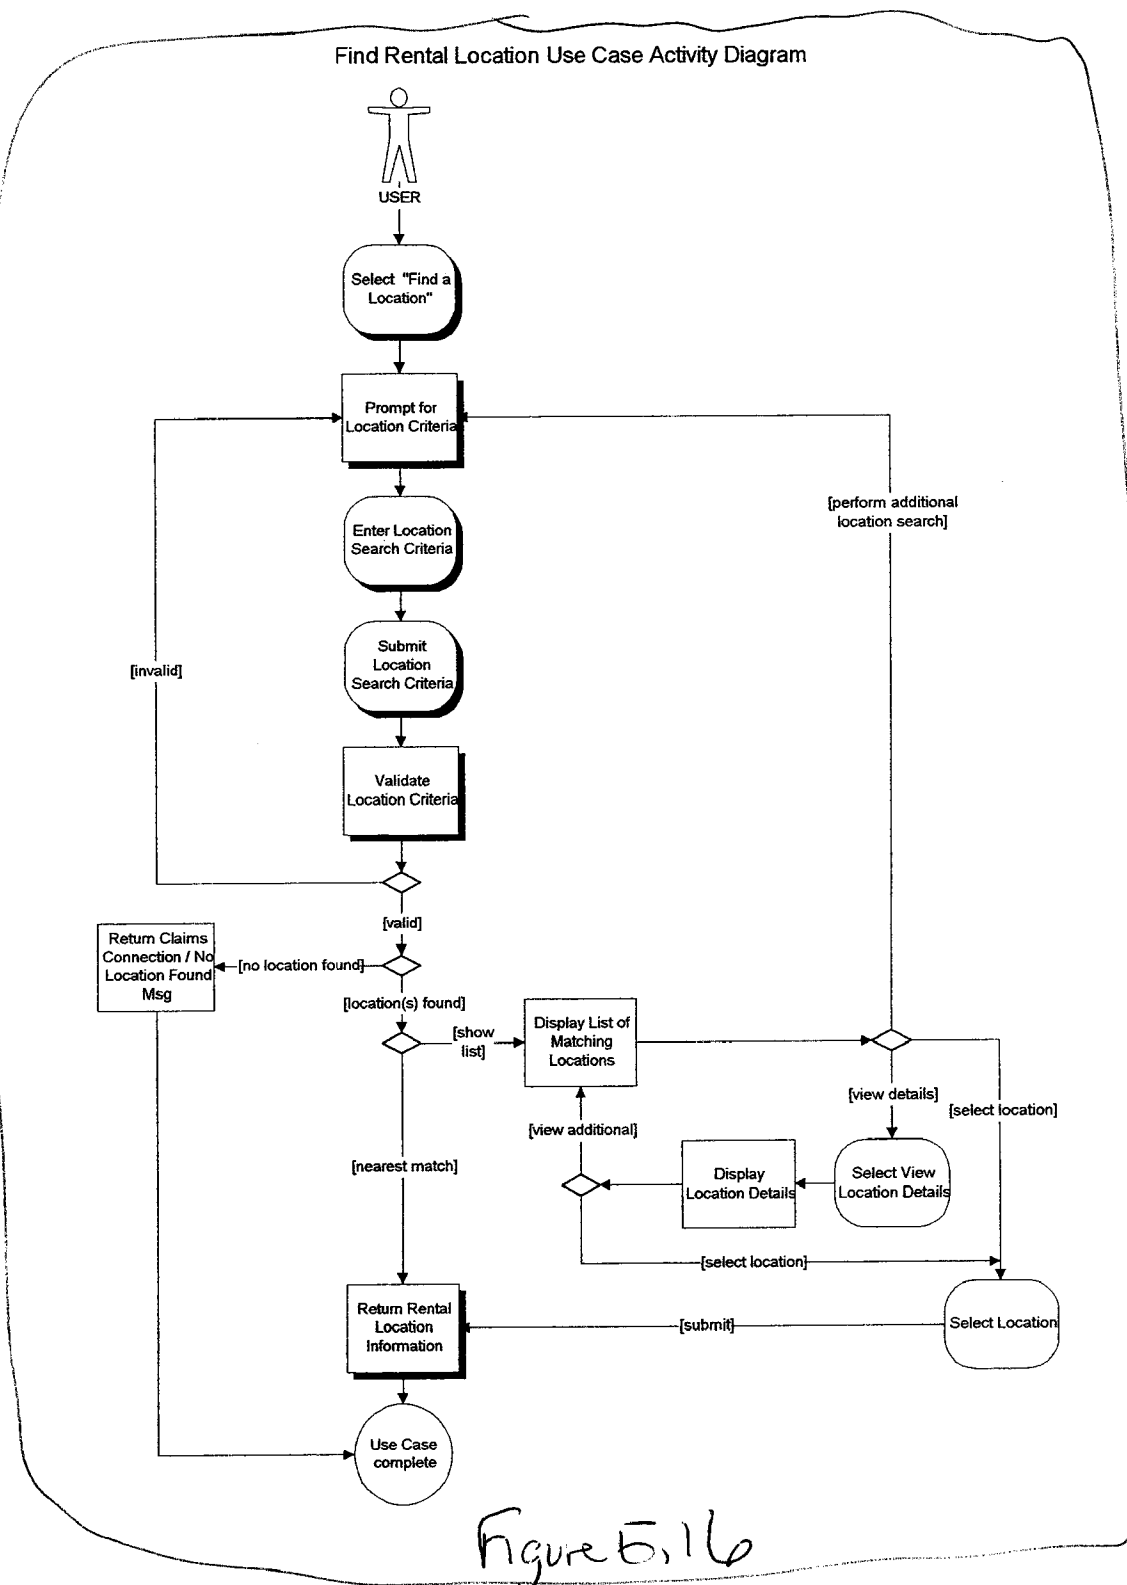 Find Rental Location Use Case Activity Diagram
USER
Select "Find a
Location"
Prompt for
Location Criteria
[perform additional
location search]
Enter Location
Search Criteria
Submit
Location
Search Criteria
[invalid]
Validate
Location Criteria
[valid]
Return Claims
Connection / No
Location Found
Msg
[no location found]
[location(s) found]
[show
list]
Display List of
Matching
Locations
[view details]
[select location]
[view additional]
[nearest match]
Display
Location Details
Select View
Location Details
[select location]
Return Rental
Location
Information
[submit]
Select Location
Use Case
complete
Figure E.16